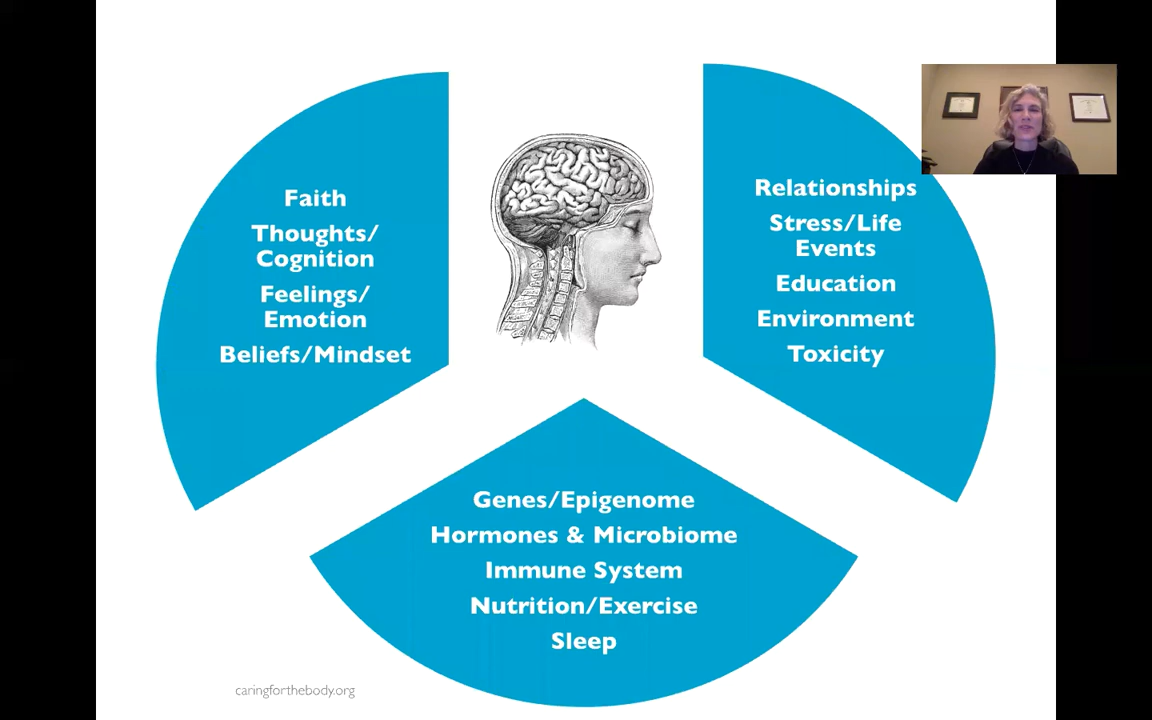 Faith
Thoughts/
Cognition
Feelings/
Emotion
Beliefs/Mindset
Relationships
Stress/Life
Events
Education
Environment
Toxicity
Genes/Epigenome
Hormones & Microbiome
Immune System
Nutrition/Exercise
Sleep
caringforthebody.org